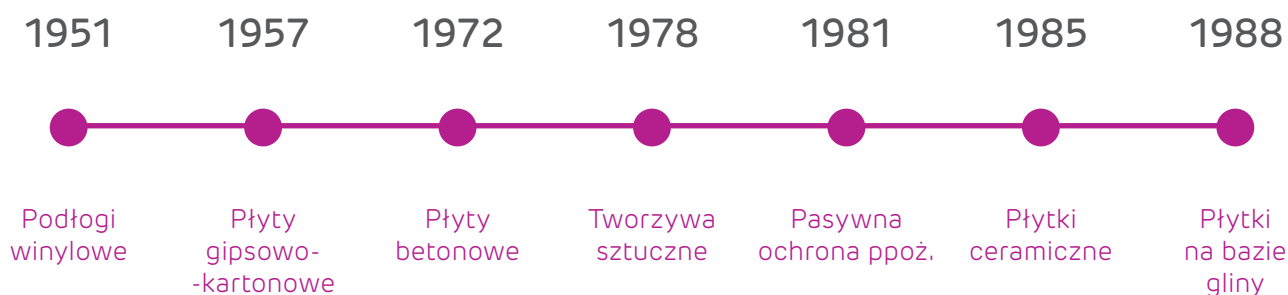 1951 1957 1972 1978 1981 1985 1988
Podłogi
winylowe
Płyty
gipsowo-
-kartonowe
Płyty
betonowe
Tworzywa
sztuczne
Pasywna
ochrona ppoż.
Płytki
ceramiczne
Płytki
na bazie
gliny